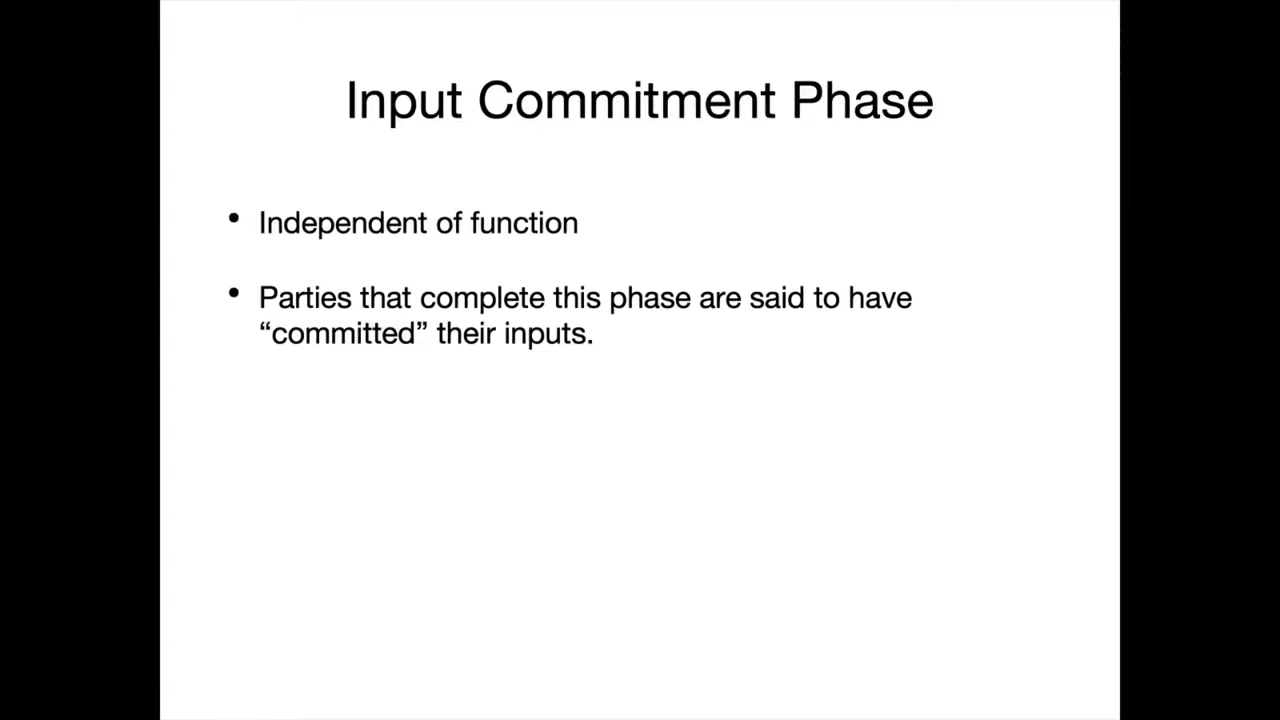 Input Commitment Phase
• Independent of function
• Parties that complete this phase are said to have
“committed” their inputs.